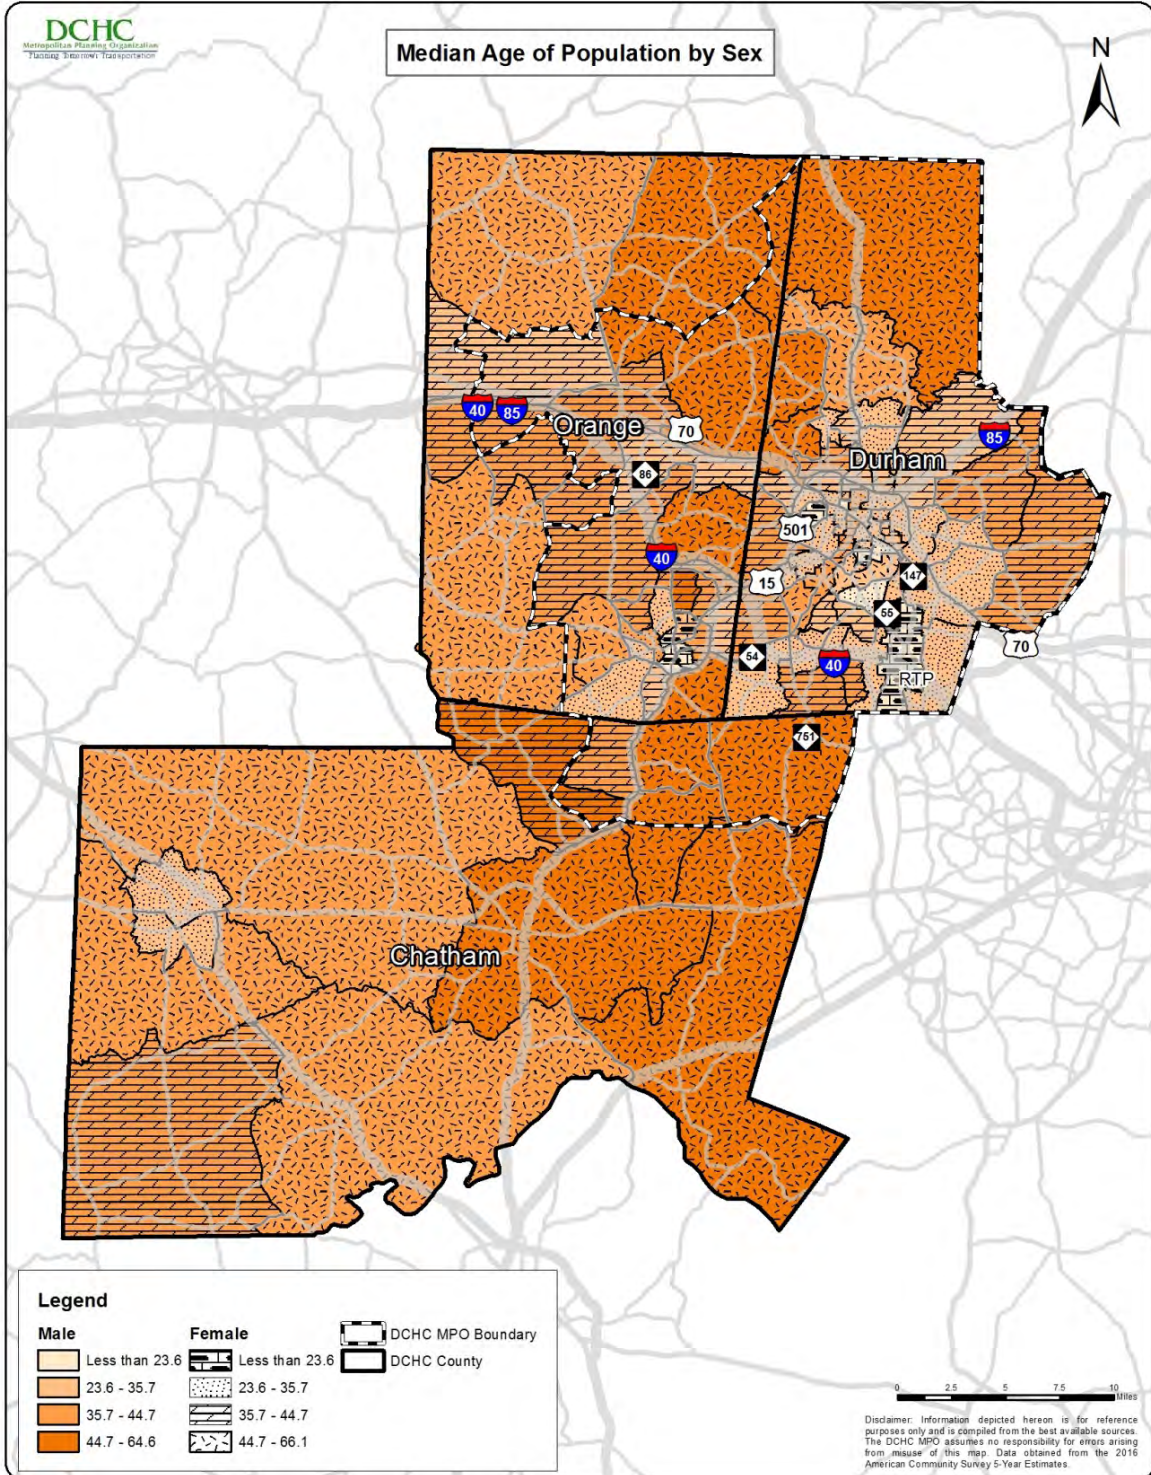 DCHC
Metropolitan Planning Organization
Planning Tomorrow's Transportation
Median Age of Population by Sex
N
40
85
Orange
70
86
Durham
85
501
40
15
147
55
54
40
70
RTP
751
Chatham
Legend
Male
Female
Less than 23.6
Less than 23.6
23.6 - 35.7
23.6 - 35.7
35.7 - 44.7
35.7 - 44.7
44.7 - 64.6
44.7 - 66.1
DCHC MPO Boundary
DCHC County
0 2.5 5 7.5 10
Miles
Disclaimer: Information depicted hereon is for reference
purposes only and is compiled from the best available sources.
The DCHC MPO assumes no responsibility for errors arising
from misuse of this map. Data obtained from the 2016
American Community Survey 5-Year Estimates.